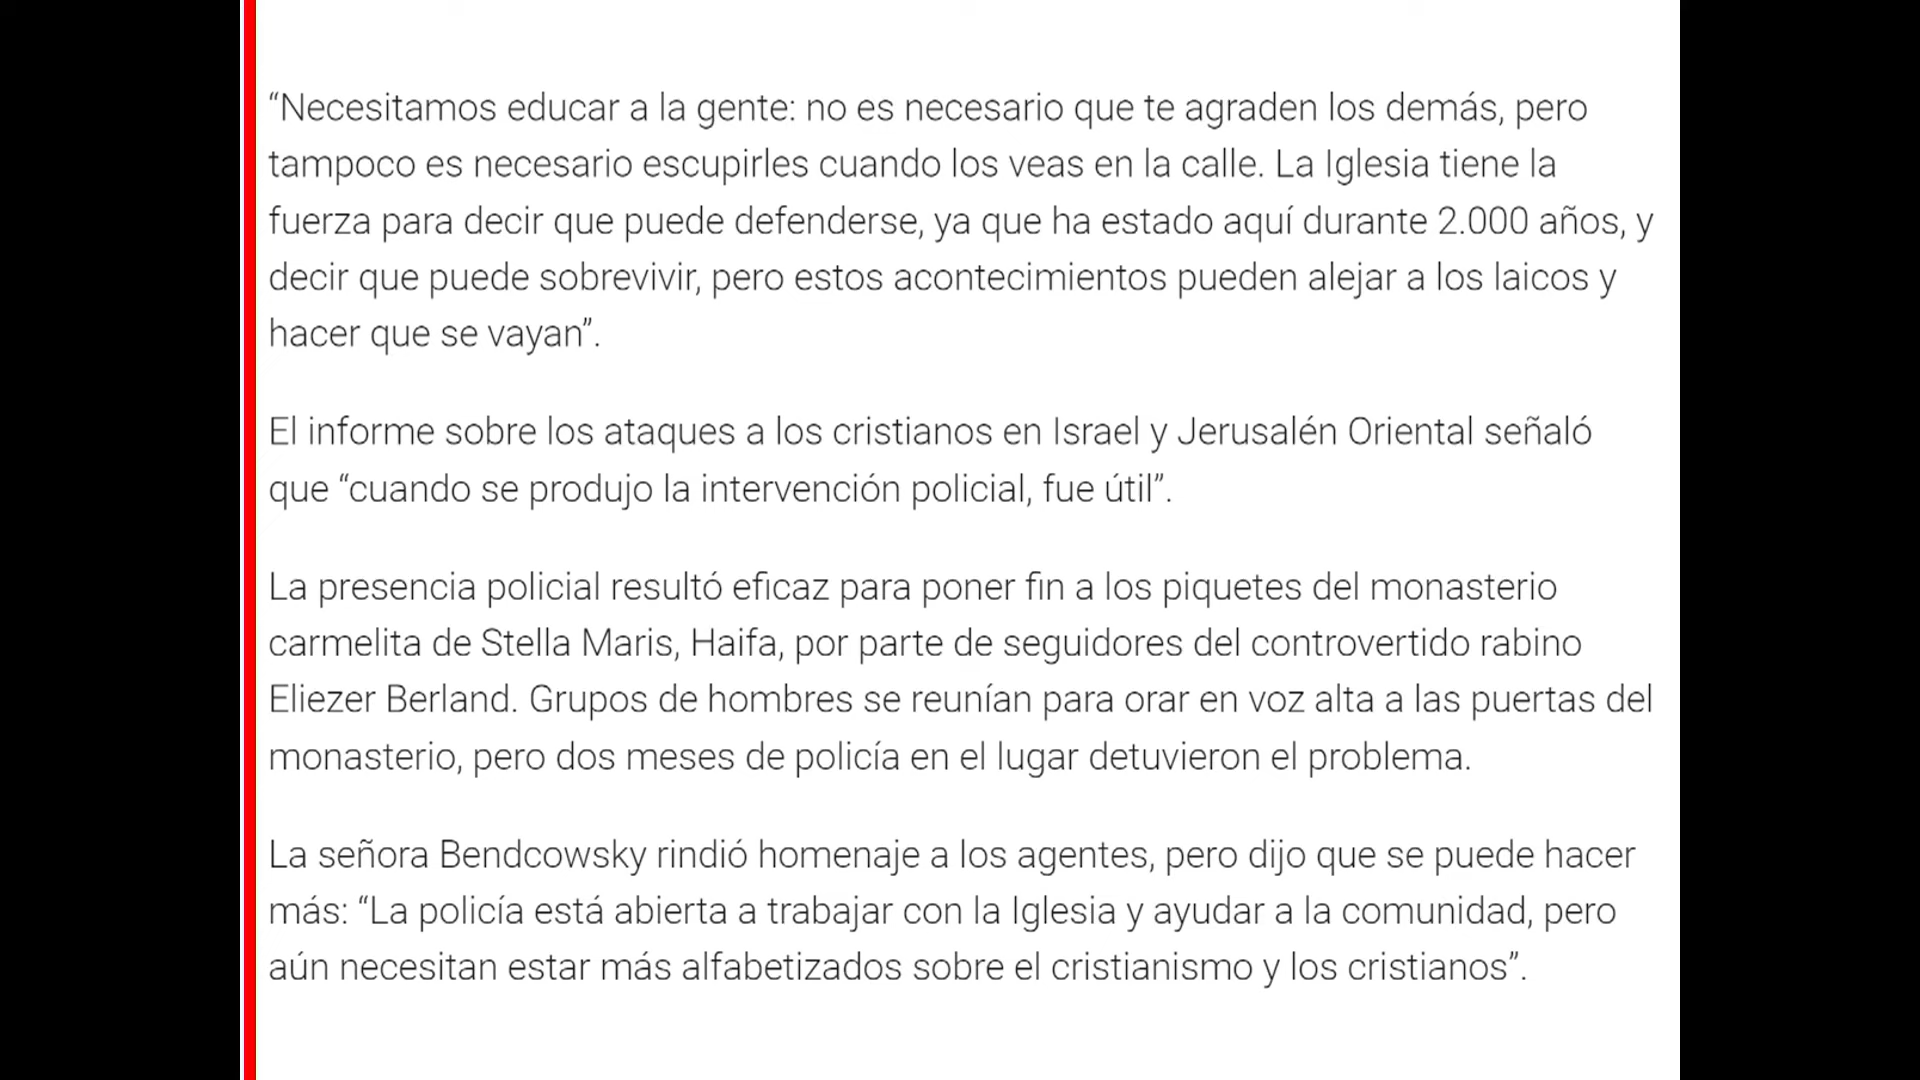 “Necesitamos educar a la gente: no es necesario que te agraden los demás, pero
tampoco es necesario escupirles cuando los veas en la calle. La Iglesia tiene la
fuerza para decir que puede defenderse, ya que ha estado aquí durante 2.000 años, y
decir que puede sobrevivir, pero estos acontecimientos pueden alejar a los laicos y
hacer que se vayan”.
El informe sobre los ataques a los cristianos en Israel y Jerusalén Oriental señaló
que “cuando se produjo la intervención policial, fue útil”.
La presencia policial resultó eficaz para poner fin a los piquetes del monasterio
carmelita de Stella Maris, Haifa, por parte de seguidores del controvertido rabino
Eliezer Berland. Grupos de hombres se reunían para orar en voz alta a las puertas del
monasterio, pero dos meses de policía en el lugar detuvieron el problema.
La señora Bendcowsky rindió homenaje a los agentes, pero dijo que se puede hacer
más: “La policía está abierta a trabajar con la Iglesia y ayudar a la comunidad, pero
aún necesitan estar más alfabetizados sobre el cristianismo y los cristianos”.